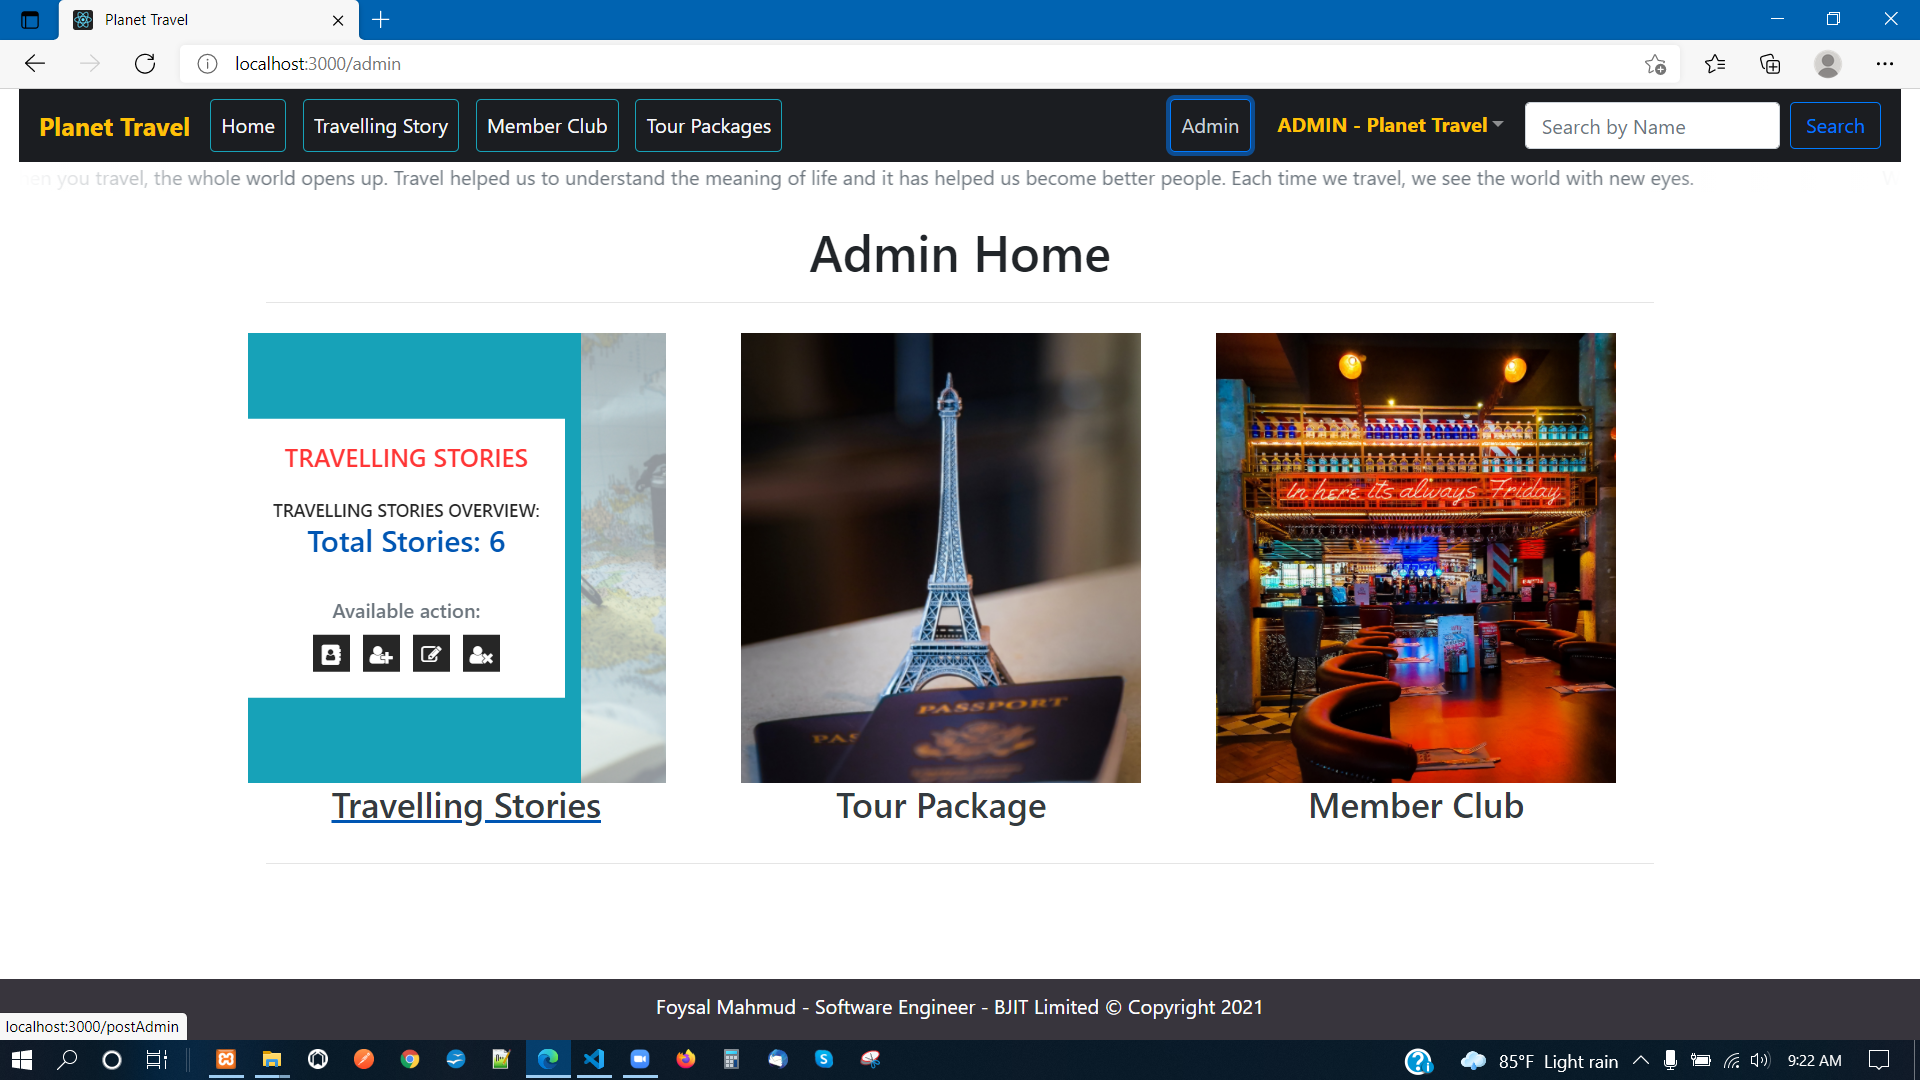 Planet Travel
localhost:3000/admin
Planet Travel
Home
Travelling Story
Member Club
Tour Packages
Admin
ADMIN - Planet Travel
Search by Name
Search
en you travel, the whole world opens up. Travel helped us to understand the meaning of life and it has helped us become better people. Each time we travel, we see the world with new eyes.
Admin Home
TRAVELLING STORIES
TRAVELLING STORIES OVERVIEW:
Total Stories: 6
Available action:
PAS
PASSPORT
In here its always Friday
Travelling Stories
Tour Package
Member Club
Foysal Mahmud - Software Engineer - BJIT Limited © Copyright 2021
localhost:3000/postAdmin
85°F Light rain
9:22 AM